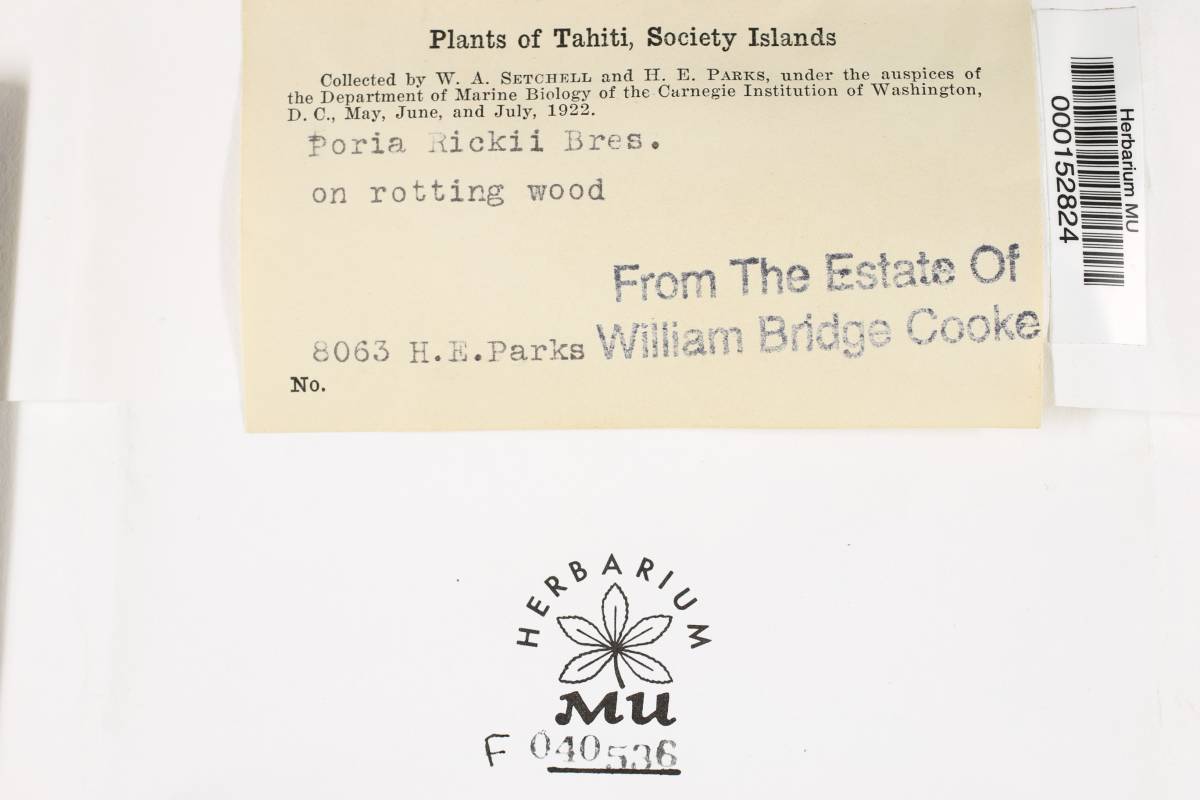 Plants of Tahiti, Society Islands
Collected by W. A. SETCHELL and H. E. PARKS, under the auspices of
the Department of Marine Biology of the Carnegie Institution of Washington,
D. C., May, June, and July, 1922.
Poria Rickii Bres.
on rotting wood
From The Estate Of
William Bridge Cooke
8063 H.E.Parks
No.
Herbarium MU
000152824
HERBARIUM
MU
F 040536